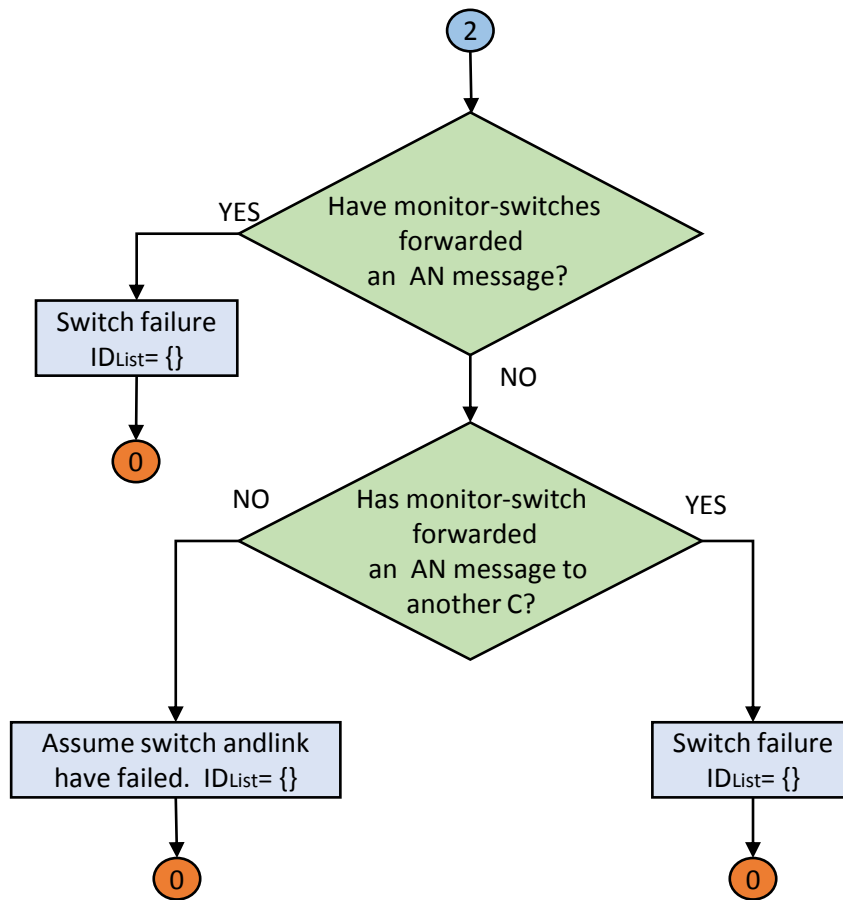 2
YES
Have monitor-switches
forwarded
an AN message?
Switch failure
IDList= {}
NO
0
NO
Has monitor-switch
forwarded
an AN message to
another C?
YES
Assume switch andlink
have failed. IDList= {}
Switch failure
IDList= {}
0
0